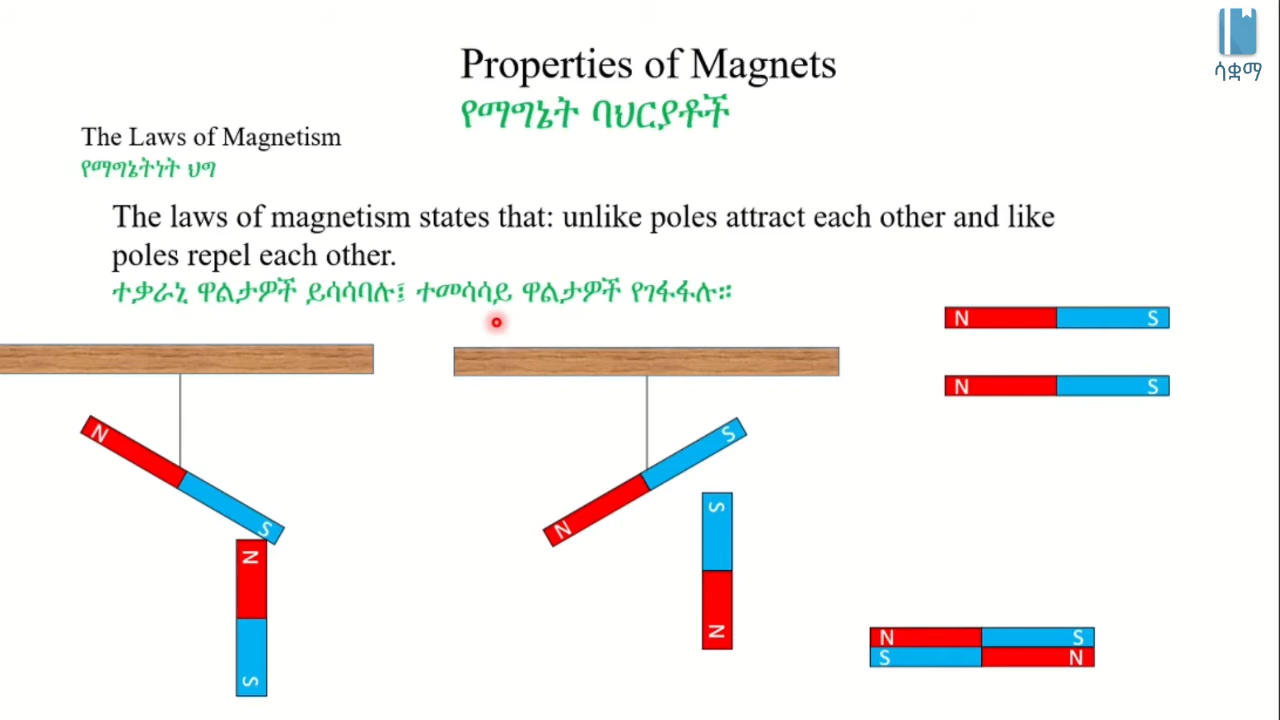 Properties of Magnets
የማግኔት ባህርያቶች
ሳቋማ
The Laws of Magnetism
የማግኔትነት ህግ
The laws of magnetism states that: unlike poles attract each other and like
poles repel each other.
ተቃራኒ ዋልታዎች ይሳሳባሉ፤ ተመሳሳይ ዋልታዎች የገፋፋሉ።
N S
N S
N S
N
S
N S
S
N
N S
S N